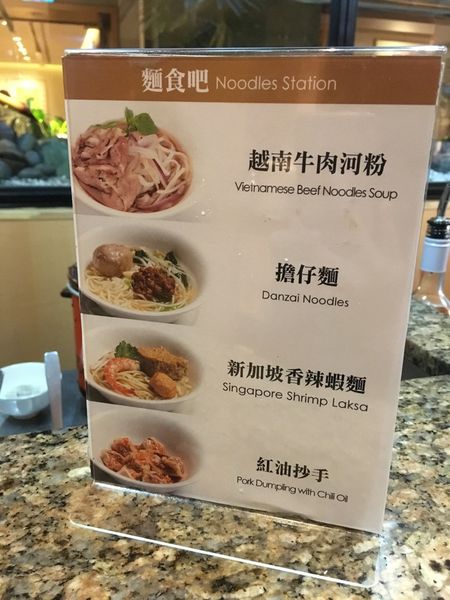 麵食吧 Noodles Station
越南牛肉河粉
Vietnamese Beef Noodles Soup
擔仔麵
Danzai Noodles
新加坡香辣蝦麵
Singapore Shrimp Laksa
紅油抄手
Pork Dumpling with Chili Oil